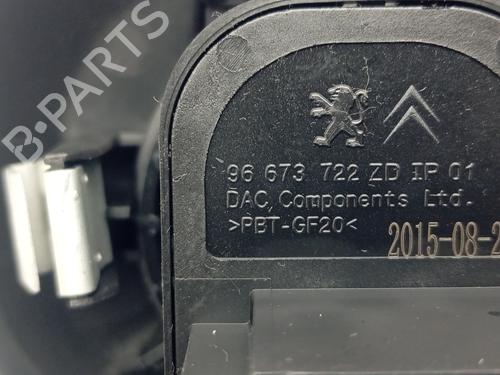 B-PARTS
96 673 722 ZD IP 01
DAC Components Ltd.
>PBT-GF20<
2015-08-2